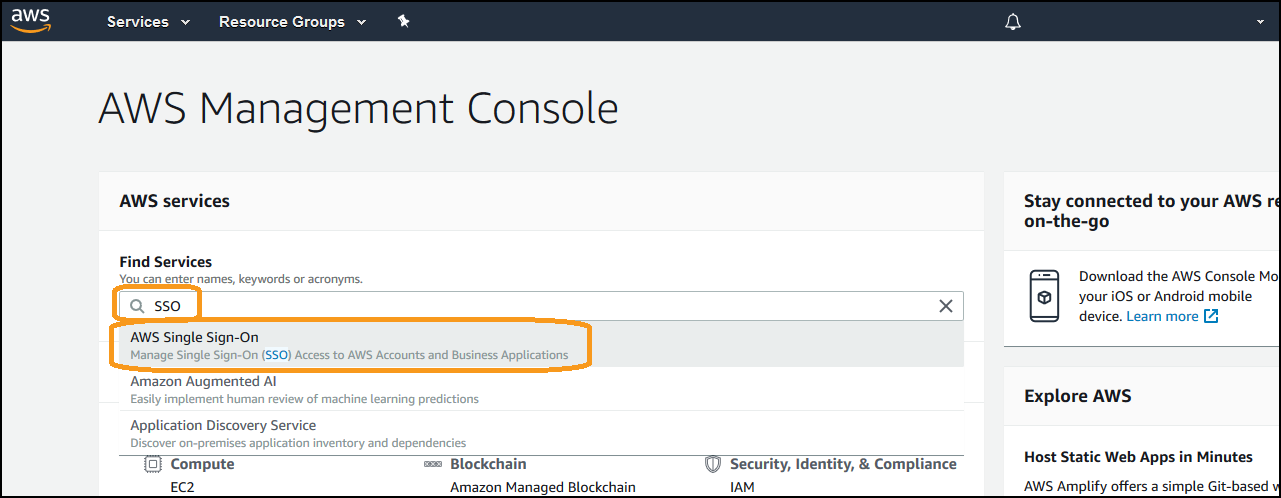 aws
Services
Resource Groups
AWS Management Console
AWS services
Find Services
You can enter names, keywords or acronyms.
SSO
AWS Single Sign-On
Manage Single Sign-On (SSO) Access to AWS Accounts and Business Applications
Amazon Augmented AI
Easily implement human review of machine learning predictions
Application Discovery Service
Discover on-premises application inventory and dependencies
Compute
EC2
Blockchain
Amazon Managed Blockchain
Security, Identity, & Compliance
IAM
Stay connected to your AWS re
on-the-go
Download the AWS Console Mo
your iOS or Android mobile
device. Learn more
Explore AWS
Host Static Web Apps in Minutes
AWS Amplify offers a simple Git-based w